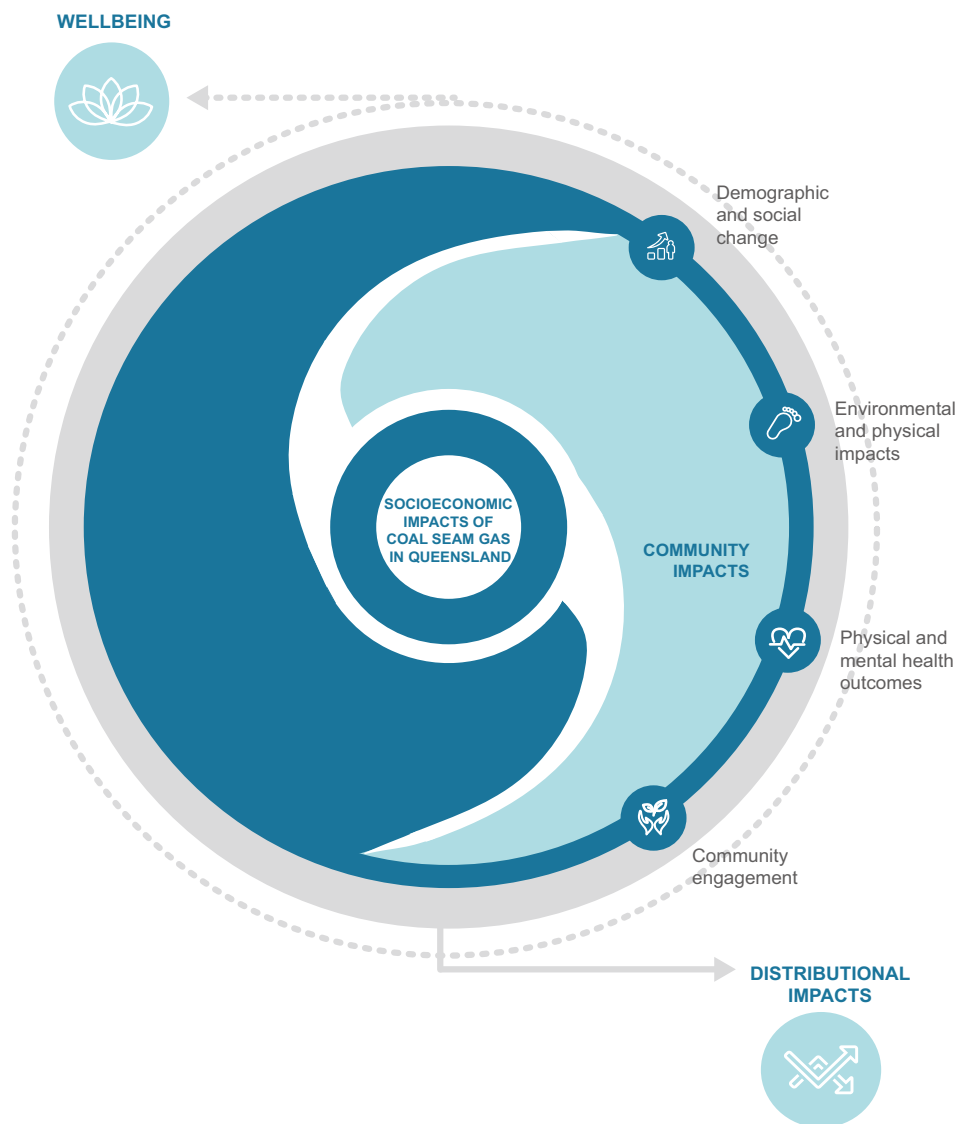 WELLBEING
Demographic
and social
change
Environmental
and physical
impacts
SOCIOECONOMIC
IMPACTS OF
COAL SEAM GAS
IN QUEENSLAND
COMMUNITY
IMPACTS
Physical and
mental health
outcomes
Community
engagement
DISTRIBUTIONAL
IMPACTS